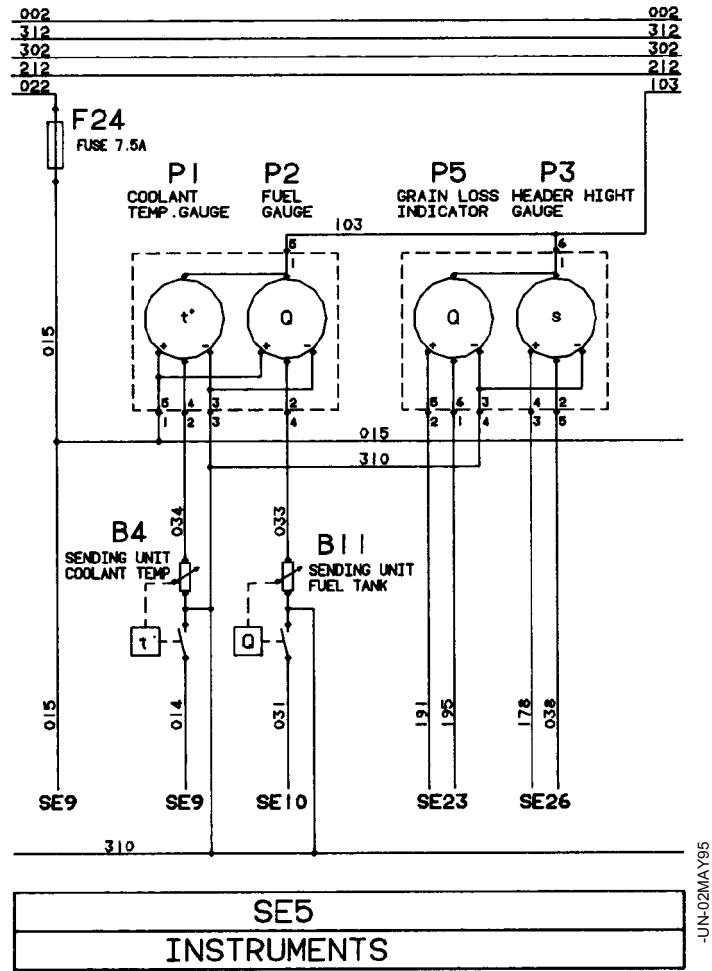 002 002
312 312
302 302
212 212
022 103
F24
FUSE 7.5A
P1 P2 P5 P3
COOLANT FUEL GRAIN LOSS HEADER HIGHT
TEMP.GAUGE GAUGE INDICATOR GAUGE
103
5 6
1 1
t° Q Q s
+ - + - + - + -
015
5 4 3 2 5 6 3 4 2
1 2 3 4 2 1 4 3 5
015
310
034 033
B4 B11
SENDING UNIT SENDING UNIT
COOLANT TEMP FUEL TANK
t° Q
015 014 031 191 195 178 038
SE9 SE9 SE10 SE23 SE26
310
SE5
INSTRUMENTS
-UN-02MAY95